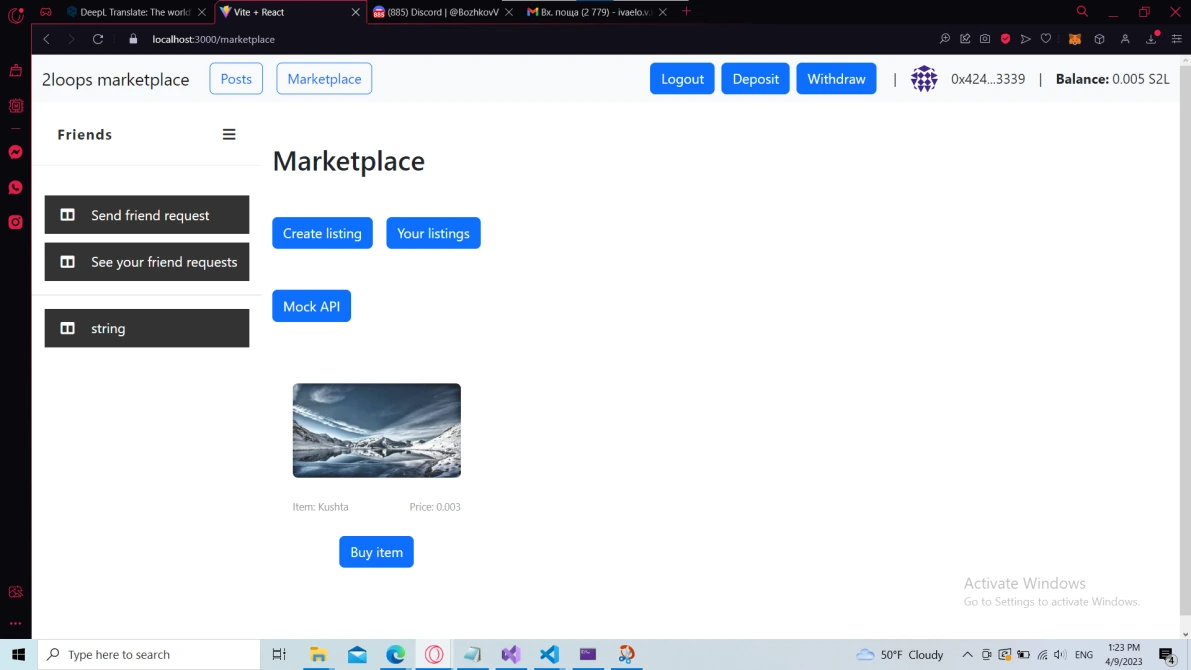 DeepL Translate: The world
Vite + React
(885) Discord | @BozhkovV
Вх. поща (2 779) - ivaelo.v.
localhost:3000/marketplace
2loops marketplace
Posts
Marketplace
Logout
Deposit
Withdraw
|
0x424...3339
|
Balance: 0.005 S2L
Friends
Send friend request
See your friend requests
string
Marketplace
Create listing
Your listings
Mock API
Item: Kushta
Price: 0.003
Buy item
Activate Windows
Go to Settings to activate Windows.
Type here to search
50°F Cloudy
ENG
1:23 PM
4/9/2023
4